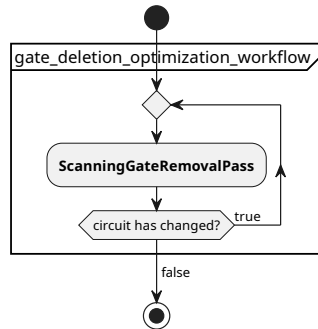 gate_deletion_optimization_workflow
ScanningGateRemovalPass
circuit has changed?
true
false